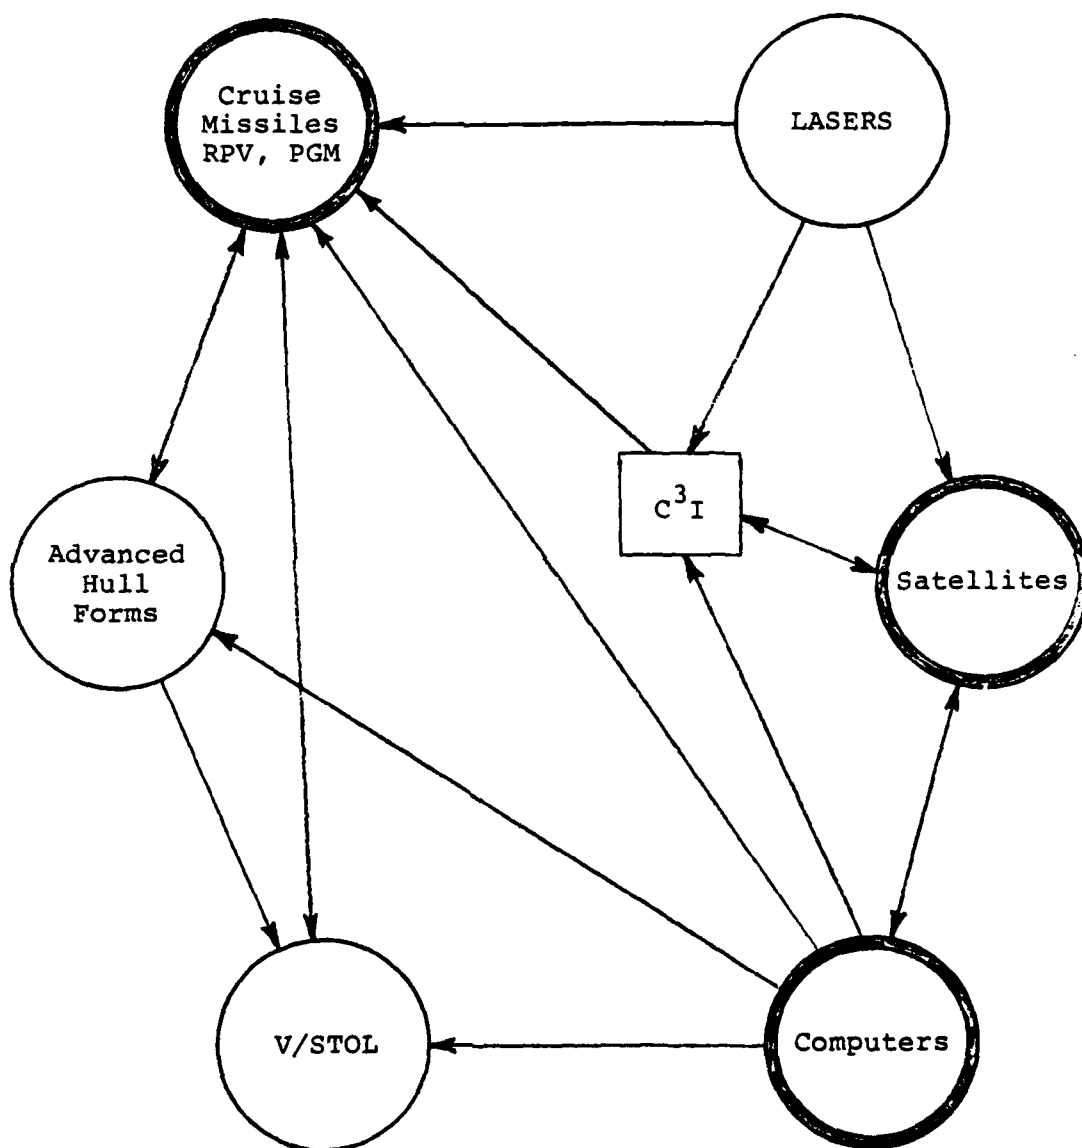 Cruise
Missiles
RPV, PGM
LASERS
C³I
Advanced
Hull
Forms
Satellites
V/STOL
Computers